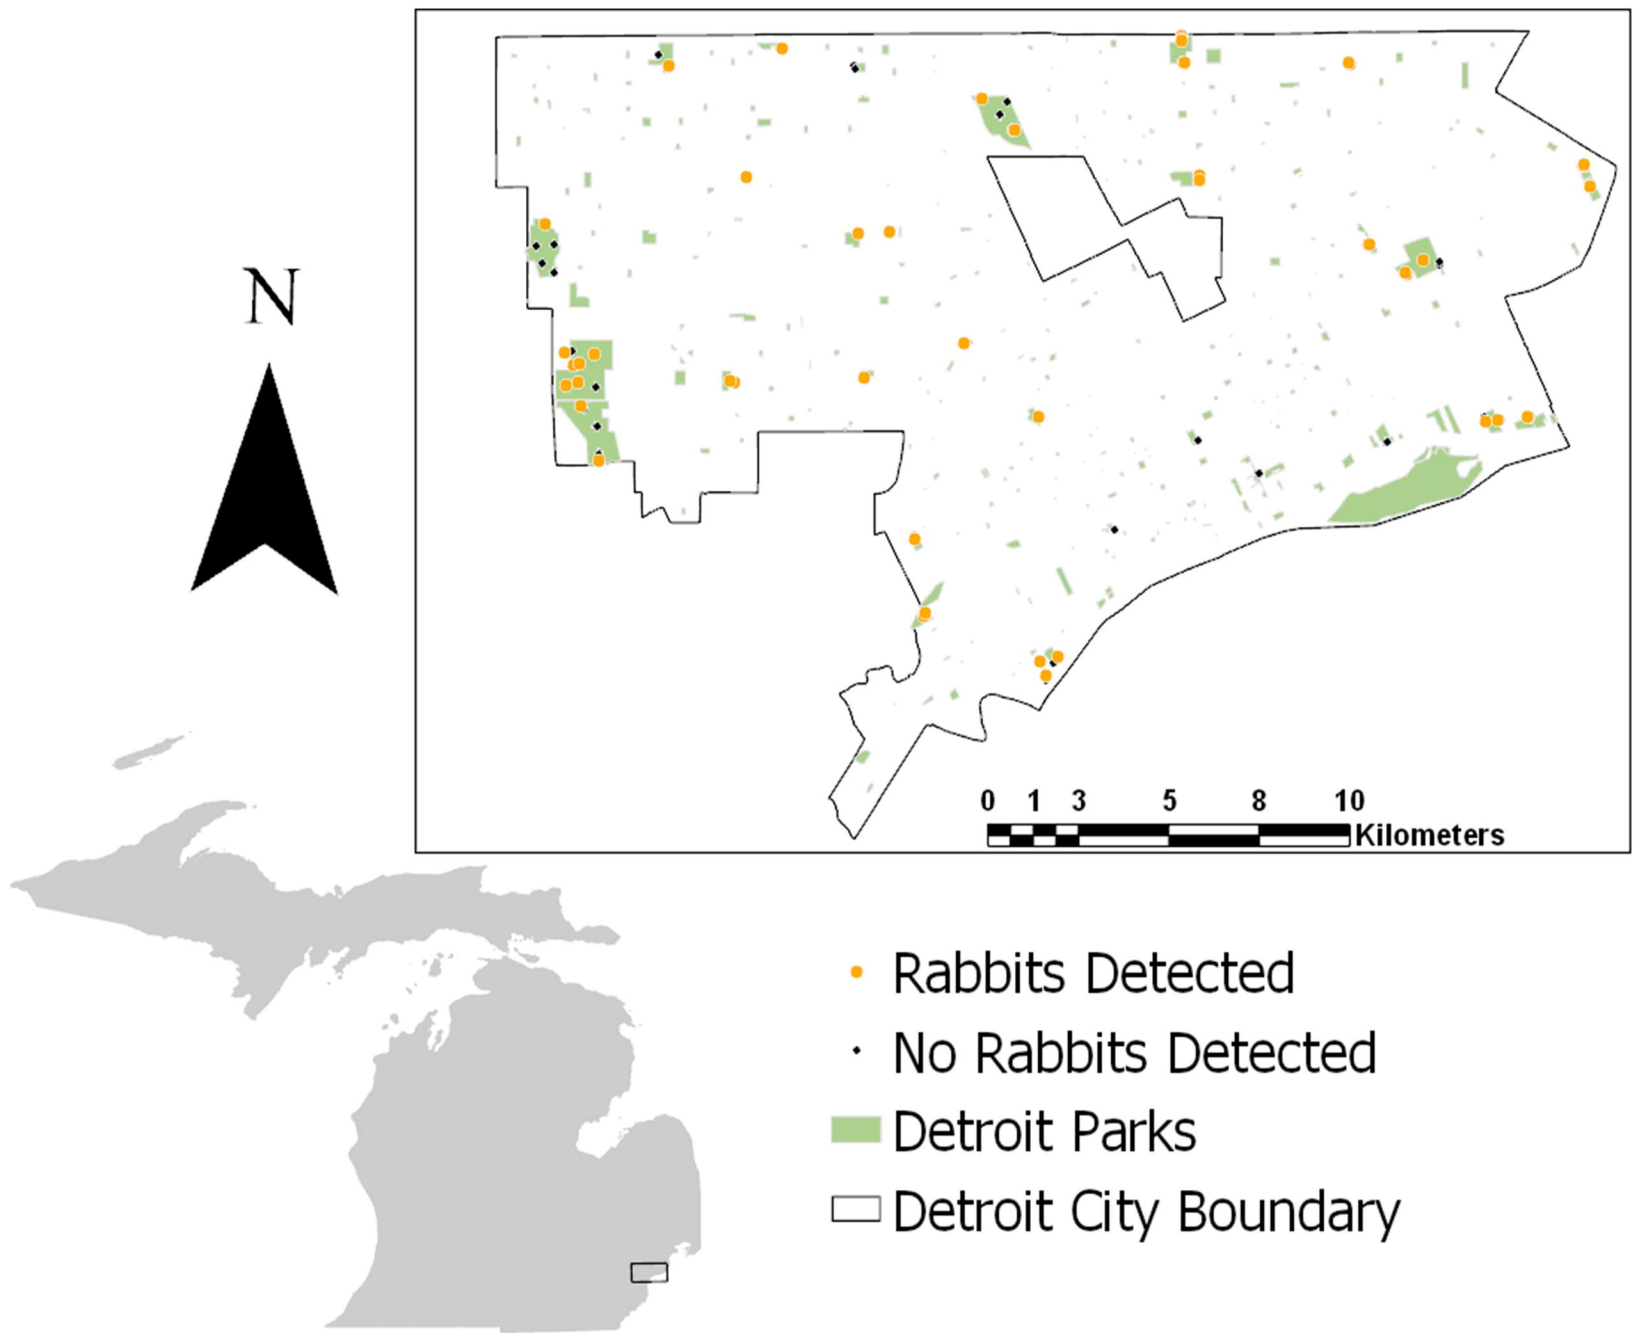 N
0 1 3 5 8 10
Kilometers
Rabbits Detected
No Rabbits Detected
Detroit Parks
Detroit City Boundary